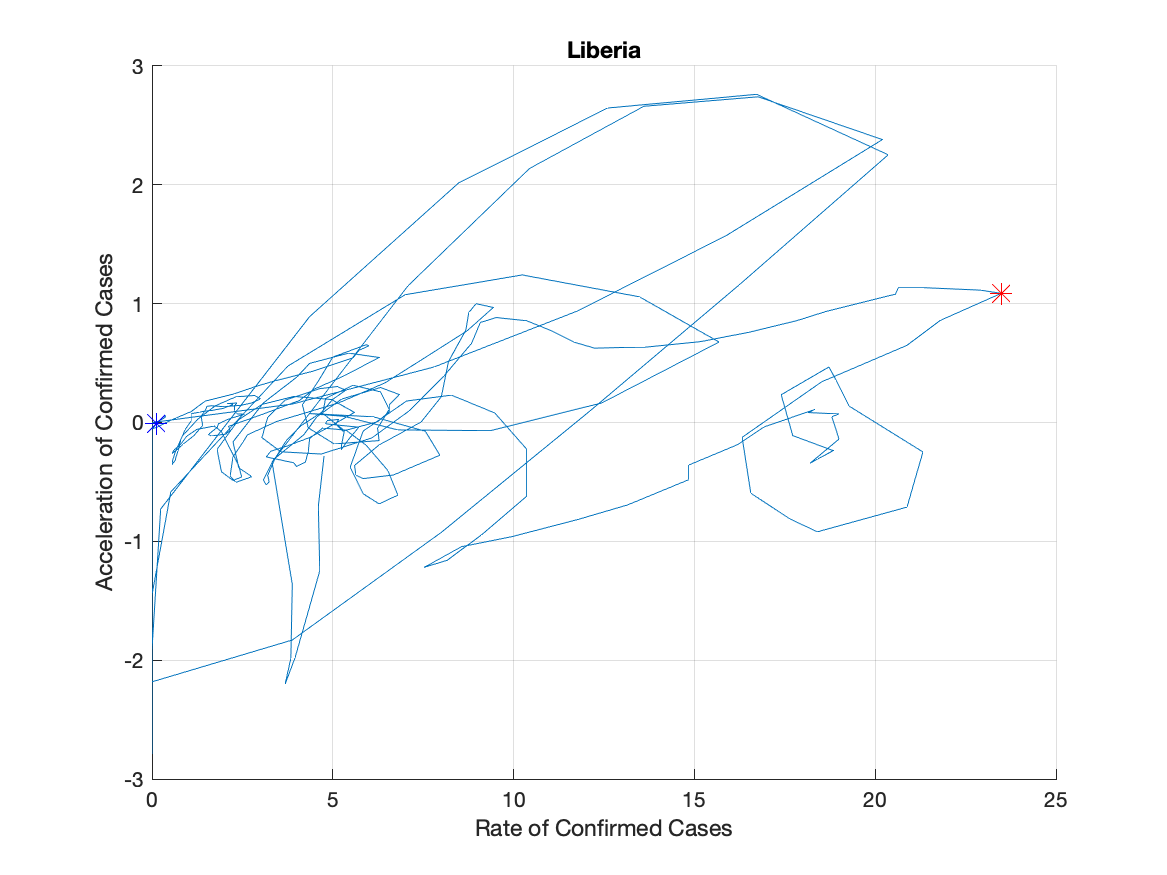 Liberia
3
2
1
0
-1
-2
-3
0 5 10 15 20 25
Acceleration of Confirmed Cases
Rate of Confirmed Cases